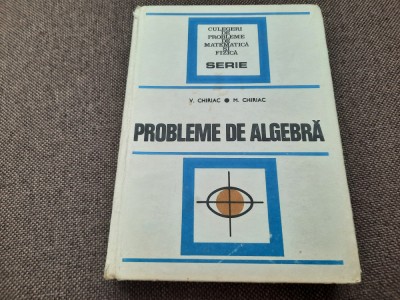 CULEGERI
DE
PROBLEME
DE
MATEMATICĂ
ȘI
FIZICĂ
SERIE
V. CHIRIAC ● M. CHIRIAC
PROBLEME DE ALGEBRĂ